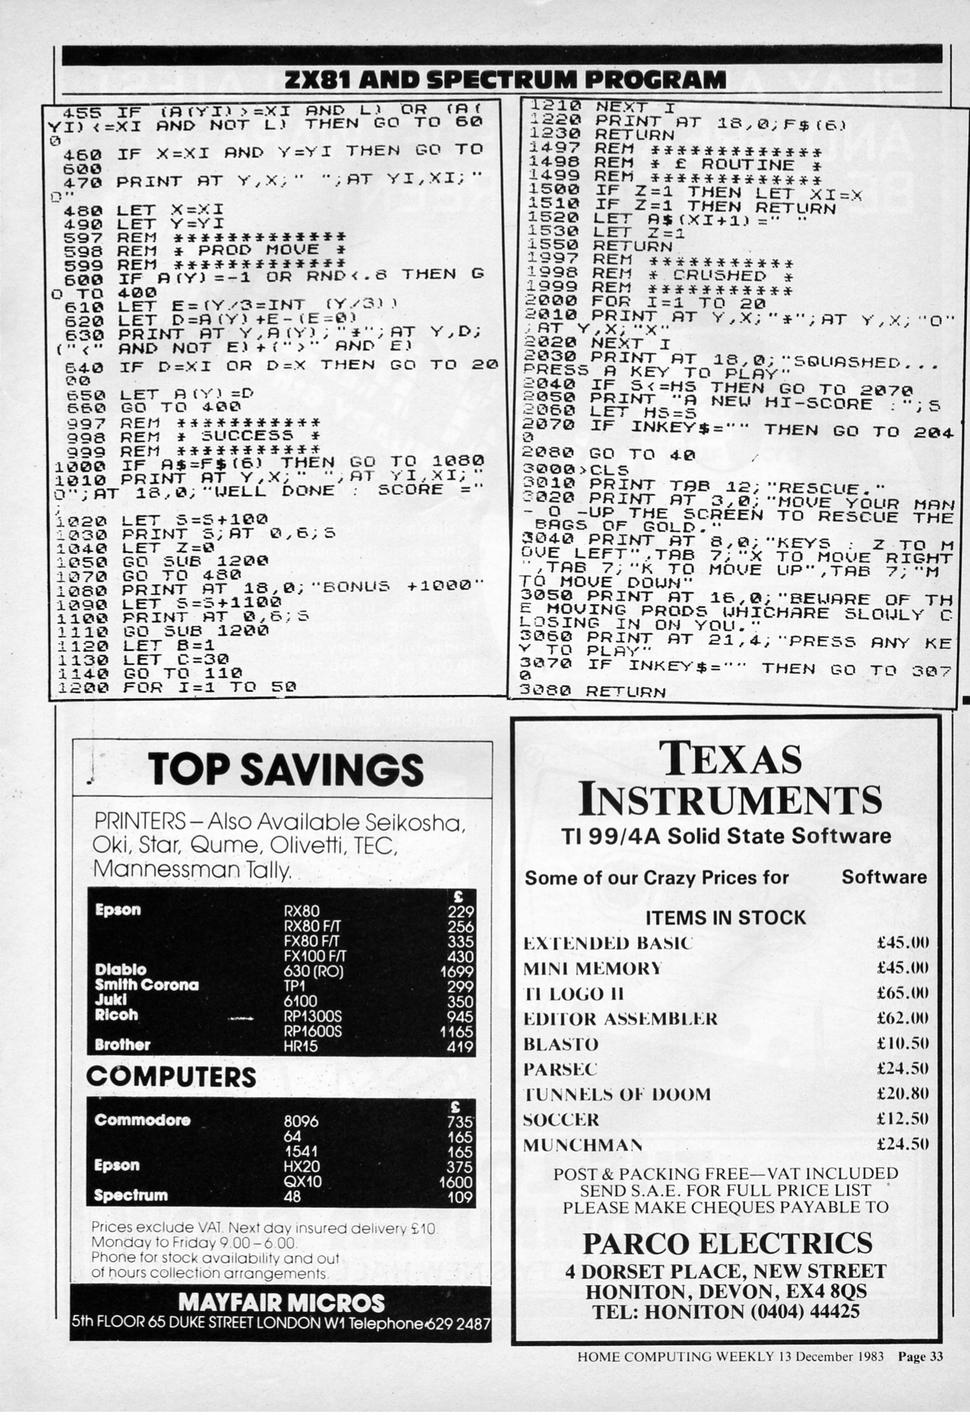 ZX81 AND SPECTRUM PROGRAM
455 IF (A(YI)>=XI AND L) OR (A(
YI)<=XI AND NOT L) THEN GO TO 60
0
460 IF X=XI AND Y=YI THEN GO TO
600
470 PRINT AT Y,X;" ";AT YI,XI;"
O"
480 LET X=XI
490 LET Y=YI
597 REM *************
598 REM * PROD MOVE *
599 REM *************
600 IF A(Y)=-1 OR RND<.6 THEN G
O TO 400
610 LET E=(Y/3=INT (Y/3))
620 LET D=A(Y)+E-(E=0)
630 PRINT AT Y,A(Y);"*";AT Y,D;
("<" AND NOT E)+(">" AND E)
640 IF D=XI OR D=X THEN GO TO 20
00
650 LET A(Y)=D
660 GO TO 400
997 REM ***********
998 REM * SUCCESS *
999 REM ***********
1000 IF A$=F$(6) THEN GO TO 1080
1010 PRINT AT Y,X;" ";AT YI,XI;"
O";AT 18,0;"WELL DONE : SCORE ="
;
1020 LET S=S+100
1030 PRINT S;AT 0,6;S
1040 LET Z=0
1050 GO SUB 1200
1070 GO TO 480
1080 PRINT AT 18,0;"BONUS +1000"
1090 LET S=S+1100
1100 PRINT AT 0,6;S
1110 GO SUB 1200
1120 LET B=1
1130 LET C=30
1140 GO TO 110
1200 FOR I=1 TO 50
1210 NEXT I
1220 PRINT AT 18,0;F$(6)
1230 RETURN
1497 REM *************
1498 REM * £ ROUTINE *
1499 REM *************
1500 IF Z=1 THEN LET XI=X
1510 IF Z=1 THEN RETURN
1520 LET A$(XI+1)=" "
1530 LET Z=1
1550 RETURN
1997 REM ***********
1998 REM * CRUSHED *
1999 REM ***********
2000 FOR I=1 TO 20
2010 PRINT AT Y,X;"*";AT Y,X;"O"
;AT Y,X;"X"
2020 NEXT I
2030 PRINT AT 18,0;"SQUASHED...
PRESS A KEY TO PLAY"
2040 IF S<=HS THEN GO TO 2070
2050 PRINT "A NEW HI-SCORE :";S
2060 LET HS=S
2070 IF INKEY$="" THEN GO TO 204
0
2080 GO TO 40
3000>CLS
3010 PRINT TAB 12;"RESCUE."
3020 PRINT AT 3,0;"MOVE YOUR MAN
- O -UP THE SCREEN TO RESCUE THE
BAGS OF GOLD."
3040 PRINT AT 8,0;"KEYS : Z TO M
OVE LEFT",TAB 7;"X TO MOVE RIGHT
",TAB 7;"K TO MOVE UP",TAB 7;"M
TO MOVE DOWN"
3050 PRINT AT 16,0;"BEWARE OF TH
E MOVING PRODS WHICHARE SLOWLY C
LOSING IN ON YOU."
3060 PRINT AT 21,4;"PRESS ANY KE
Y TO PLAY"
3070 IF INKEY$="" THEN GO TO 307
0
3080 RETURN
TOP SAVINGS
PRINTERS – Also Available Seikosha,
Oki, Star, Qume, Olivetti, TEC,
Mannessman Tally.
£
Epson RX80 229
RX80 F/T 256
FX80 F/T 335
FX100 F/T 430
Diablo 630 (RO) 1699
Smith Corona TP1 299
Juki 6100 350
Ricoh RP1300S 945
RP1600S 1165
Brother HR15 419
COMPUTERS
£
Commodore 8096 735
64 165
1541 165
Epson HX20 375
QX10 1600
Spectrum 48 109
Prices exclude VAT. Next day insured delivery £10.
Monday to Friday 9.00 – 6.00.
Phone for stock availability and out
of hours collection arrangements.
MAYFAIR MICROS
5th FLOOR 65 DUKE STREET LONDON W1 Telephone 629 2487
TEXAS
INSTRUMENTS
TI 99/4A Solid State Software
Some of our Crazy Prices for Software
ITEMS IN STOCK
EXTENDED BASIC £45.00
MINI MEMORY £45.00
TI LOGO II £65.00
EDITOR ASSEMBLER £62.00
BLASTO £10.50
PARSEC £24.50
TUNNELS OF DOOM £20.80
SOCCER £12.50
MUNCHMAN £24.50
POST & PACKING FREE—VAT INCLUDED
SEND S.A.E. FOR FULL PRICE LIST
PLEASE MAKE CHEQUES PAYABLE TO
PARCO ELECTRICS
4 DORSET PLACE, NEW STREET
HONITON, DEVON, EX4 8QS
TEL: HONITON (0404) 44425
HOME COMPUTING WEEKLY 13 December 1983 Page 33